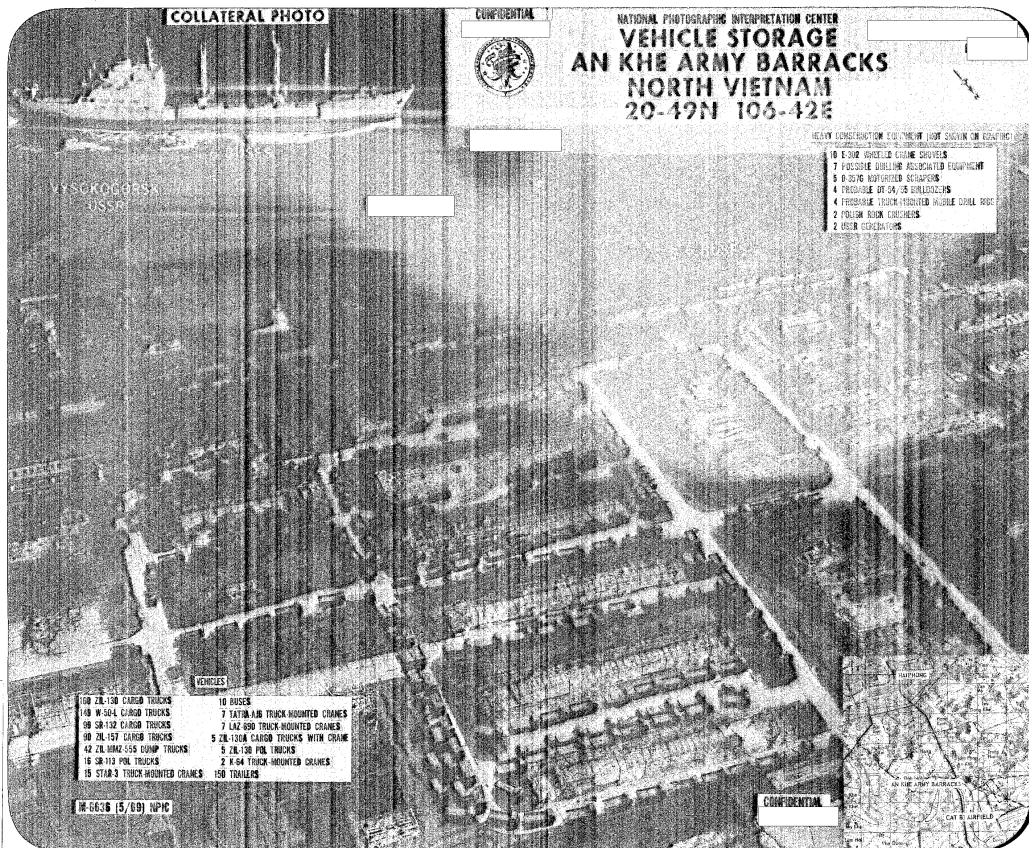 COLLATERAL PHOTO
CONFIDENTIAL
NATIONAL PHOTOGRAPHIC INTERPRETATION CENTER
VEHICLE STORAGE
AN KHE ARMY BARRACKS
NORTH VIETNAM
20-49N 106-42E
VYSOKOGORSK
USSR
HEAVY CONSTRUCTION EQUIPMENT (NOT SHOWN ON GRAPHIC)
10 E-302 WHEELED CRANE SHOVELS
7 POSSIBLE DRILLING ASSOCIATED EQUIPMENT
5 D-357G MOTORIZED SCRAPERS
4 PROBABLE DT-54/55 BULLDOZERS
4 PROBABLE TRUCK-MOUNTED MOBILE DRILL RIGS
2 POLISH ROCK CRUSHERS
2 USSR GENERATORS
VEHICLES
160 ZIL-130 CARGO TRUCKS
140 W-50-L CARGO TRUCKS
SR-132 CARGO TRUCKS
90 ZIL-157 CARGO TRUCKS
42 ZIL-MMZ-555 DUMP TRUCKS
16 SR-113 POL TRUCKS
15 STAR-3 TRUCK-MOUNTED CRANES
10 BUSES
7 TATRA-AJB TRUCK-MOUNTED CRANES
7 LAZ-690 TRUCK-MOUNTED CRANES
5 ZIL-130A CARGO TRUCKS WITH CRANE
5 ZIL-130 POL TRUCKS
2 K-64 TRUCK-MOUNTED CRANES
150 TRAILERS
M-6636 (5/69) NPIC
CONFIDENTIAL
HAIPHONG
AN KHE ARMY BARRACKS
CAT BI AIRFIELD